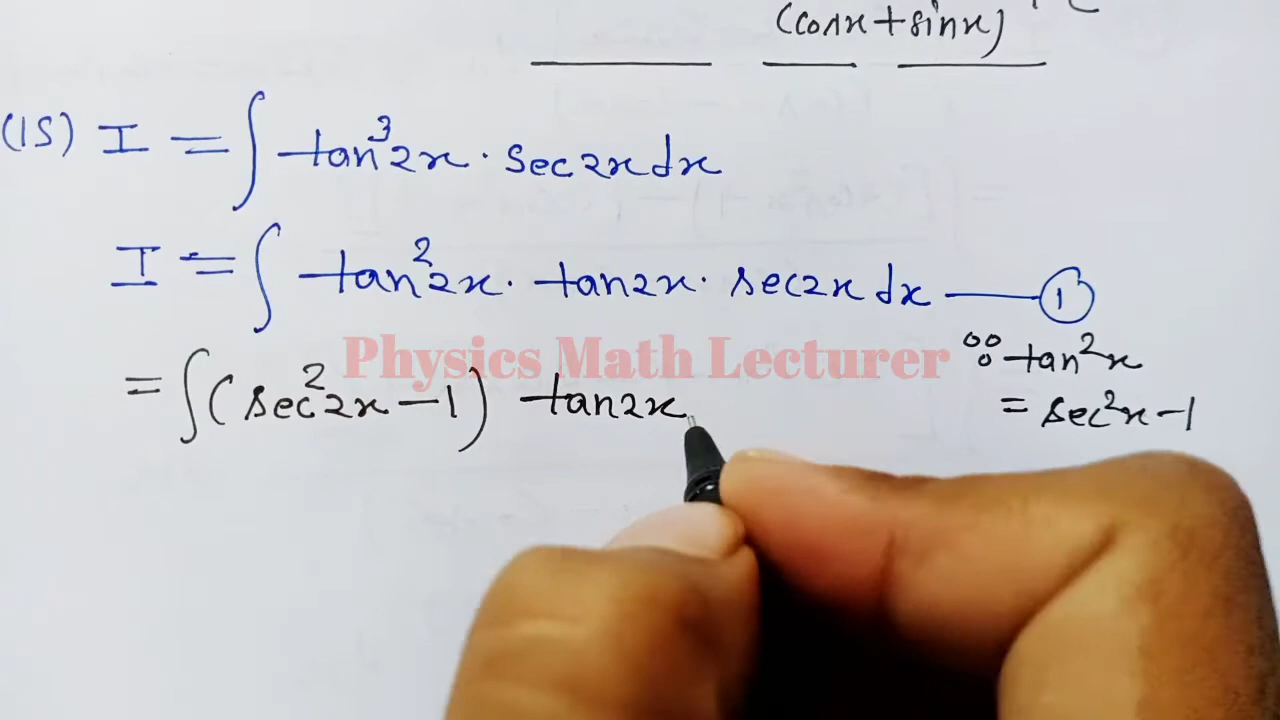 (cosx+sinx) + C
(15) I = ∫ tan³2x · sec2x dx
I = ∫ tan²2x · tan2x · sec2x dx —— ①
Physics Math Lecturer
∵ tan²x
= ∫(sec²2x − 1) tan2x
= sec²x − 1